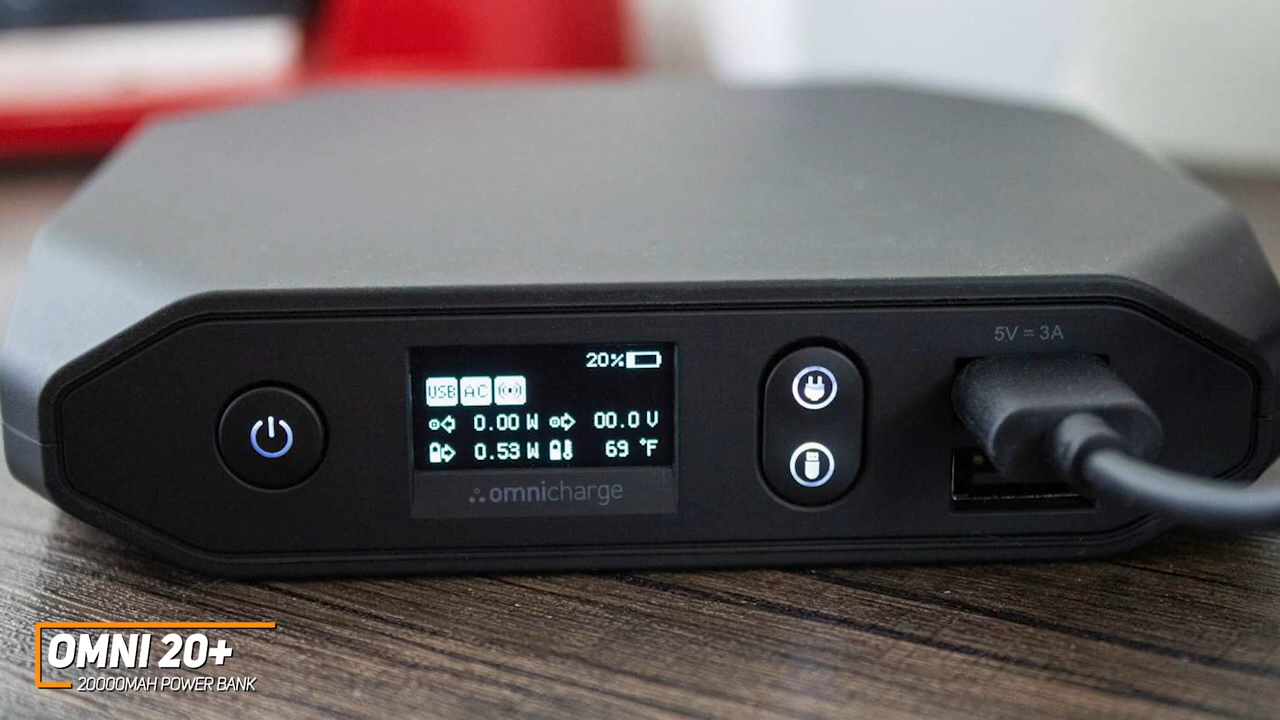 5V = 3A
20%
USB AC
0.00 W 00.0 V
0.53 W 69 °F
omnicharge
OMNI 20+
20000MAH POWER BANK